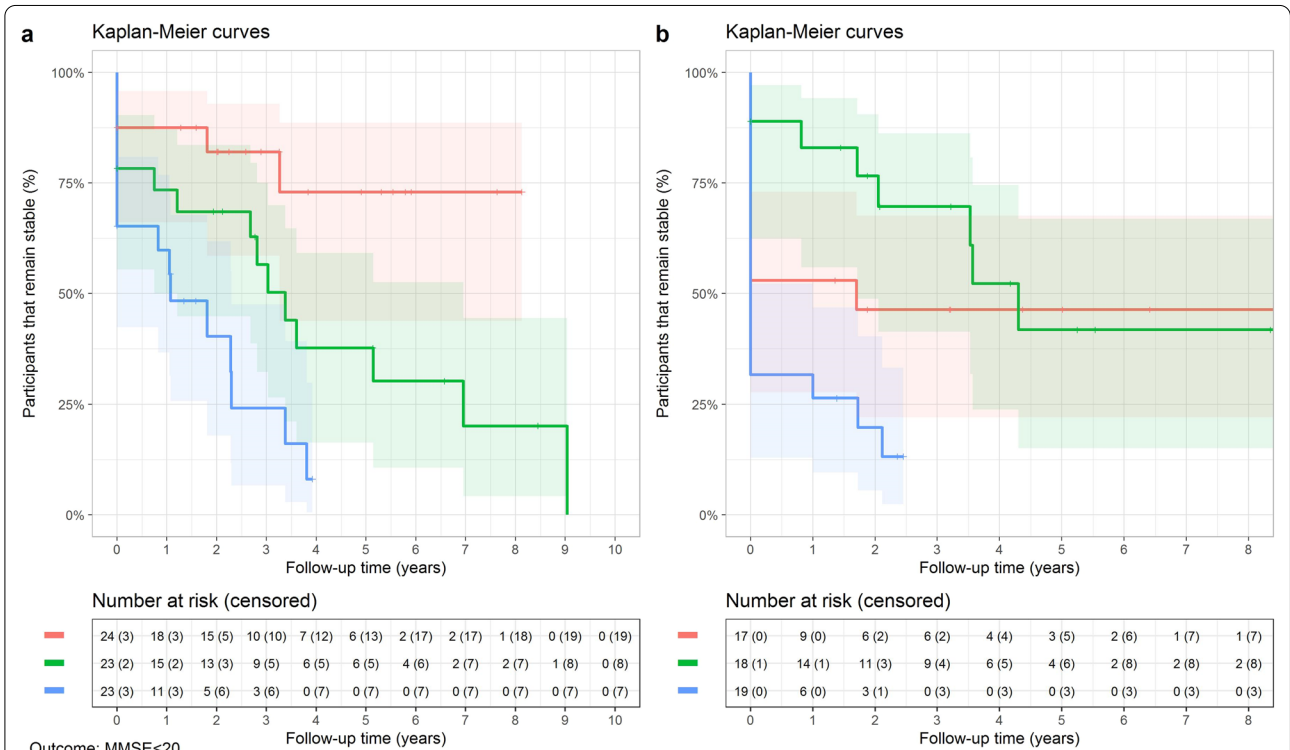 a
Kaplan-Meier curves
Participants that remain stable (%)
100%
75%
50%
25%
0%
0 1 2 3 4 5 6 7 8 9 10
Follow-up time (years)
Number at risk (censored)
24 (3) 18 (3) 15 (5) 10 (10) 7 (12) 6 (13) 2 (17) 2 (17) 1 (18) 0 (19) 0 (19)
23 (2) 15 (2) 13 (3) 9 (5) 6 (5) 6 (5) 4 (6) 2 (7) 2 (7) 1 (8) 0 (8)
23 (3) 11 (3) 5 (6) 3 (6) 0 (7) 0 (7) 0 (7) 0 (7) 0 (7) 0 (7) 0 (7)
0 1 2 3 4 5 6 7 8 9 10
Follow-up time (years)
Outcome: MMSE<20
b
Kaplan-Meier curves
Participants that remain stable (%)
100%
75%
50%
25%
0%
0 1 2 3 4 5 6 7 8
Follow-up time (years)
Number at risk (censored)
17 (0) 9 (0) 6 (2) 6 (2) 4 (4) 3 (5) 2 (6) 1 (7) 1 (7)
18 (1) 14 (1) 11 (3) 9 (4) 6 (5) 4 (6) 2 (8) 2 (8) 2 (8)
19 (0) 6 (0) 3 (1) 0 (3) 0 (3) 0 (3) 0 (3) 0 (3) 0 (3)
0 1 2 3 4 5 6 7 8
Follow-up time (years)